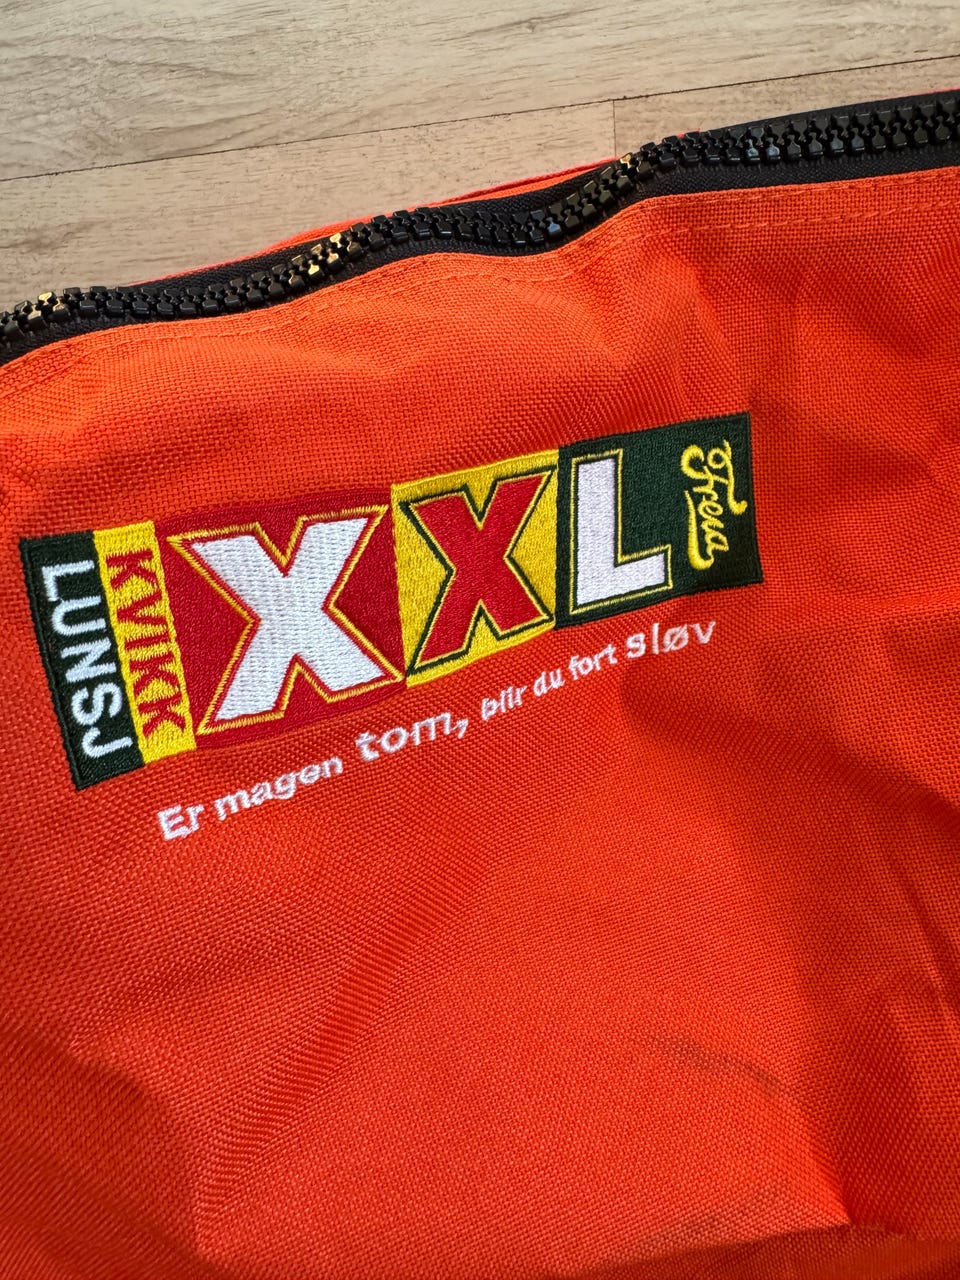 KVIKK
LUNSJ
XXL
Freia
Er magen tom, blir du fort sløv